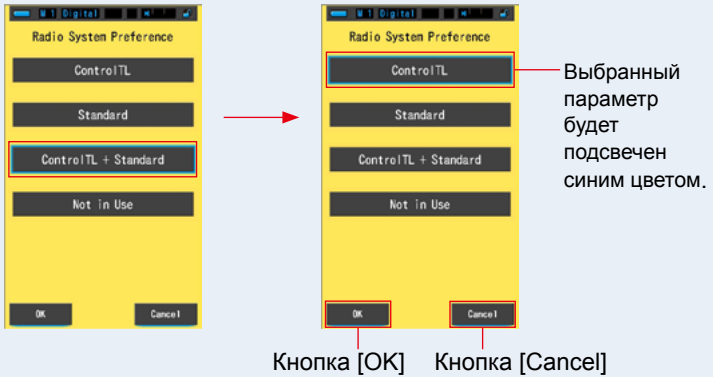 M 1 Digital
Radio System Preference
ControlTL
Standard
ControlTL + Standard
Not in Use
OK
Cancel
M 1 Digital
Radio System Preference
ControlTL
Standard
ControlTL + Standard
Not in Use
OK
Cancel
Выбранный
параметр
будет
подсвечен
синим цветом.
Кнопка [OK]
Кнопка [Cancel]